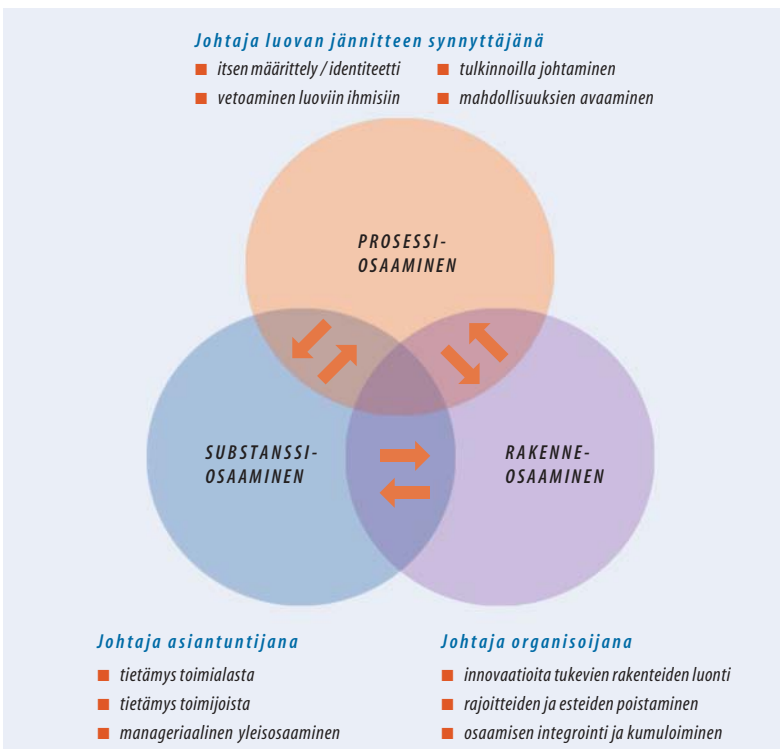 Johtaja luovan jännitteen synnyttäjänä
itsen määrittely / identiteetti
vetoaminen luoviin ihmisiin
tulkinnoilla johtaminen
mahdollisuuksien avaaminen
PROSESSI-
OSAAMINEN
SUBSTANSSI-
OSAAMINEN
RAKENNE-
OSAAMINEN
Johtaja asiantuntijana
tietämys toimialasta
tietämys toimijoista
manageriaalinen yleisosaaminen
Johtaja organisoijana
innovaatioita tukevien rakenteiden luonti
rajoitteiden ja esteiden poistaminen
osaamisen integrointi ja kumuloiminen